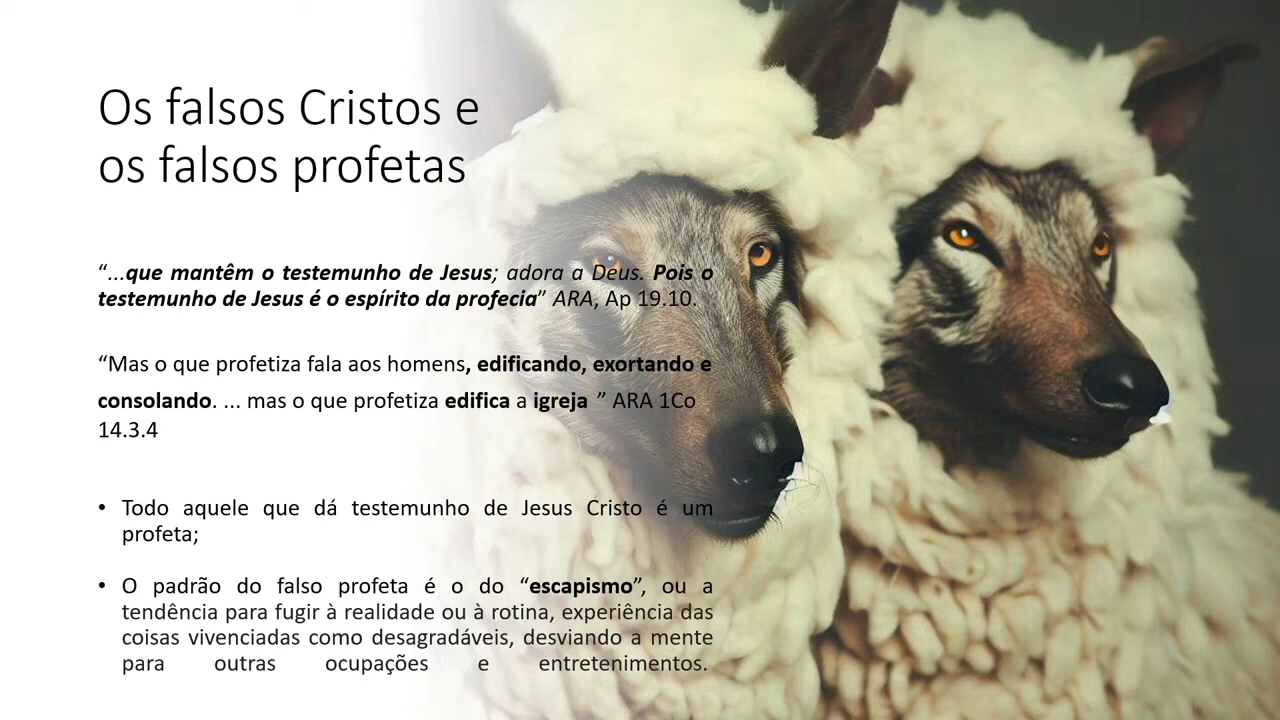 Os falsos Cristos e
os falsos profetas
“...que mantêm o testemunho de Jesus; adora a Deus. Pois o
testemunho de Jesus é o espírito da profecia” ARA, Ap 19.10.
“Mas o que profetiza fala aos homens, edificando, exortando e
consolando. ... mas o que profetiza edifica a igreja ” ARA 1Co
14.3.4
• Todo aquele que dá testemunho de Jesus Cristo é um
profeta;
• O padrão do falso profeta é o do “escapismo”, ou a
tendência para fugir à realidade ou à rotina, experiência das
coisas vivenciadas como desagradáveis, desviando a mente
para outras ocupações e entretenimentos.